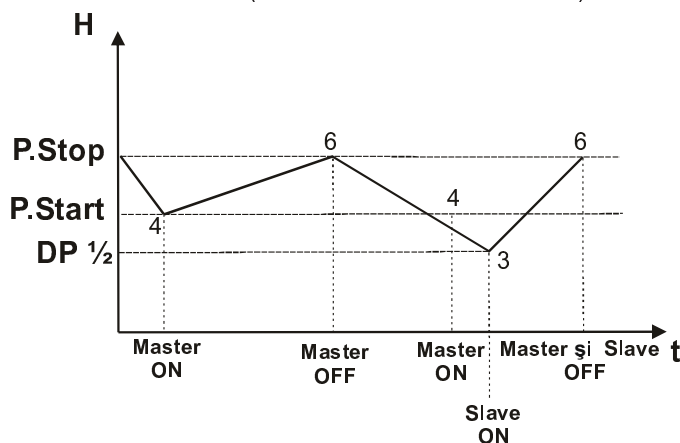 H
P.Stop
6
6
P.Start
4
4
DP ½
3
Master
ON
Master
OFF
Master
ON
Master și Slave
OFF
t
Slave
ON